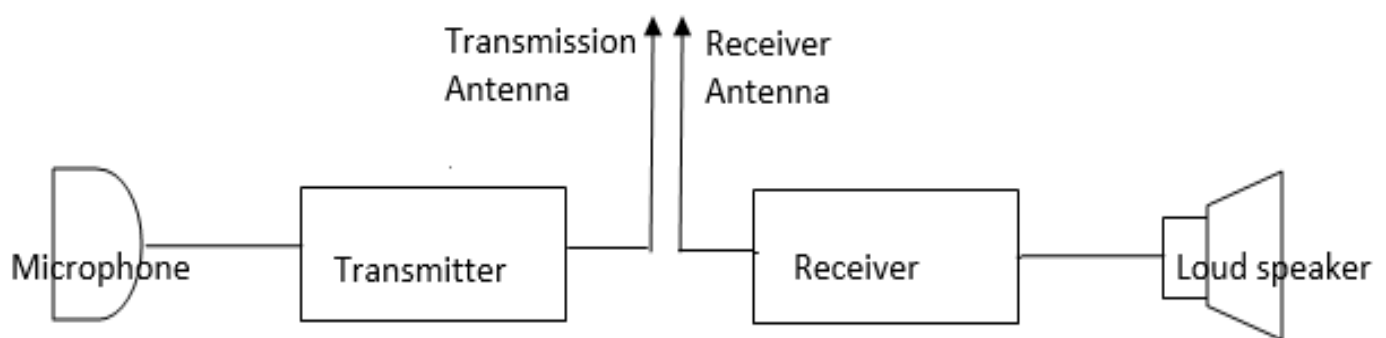 Transmission
Antenna
Receiver
Antenna
Microphone
Transmitter
Receiver
Loud speaker